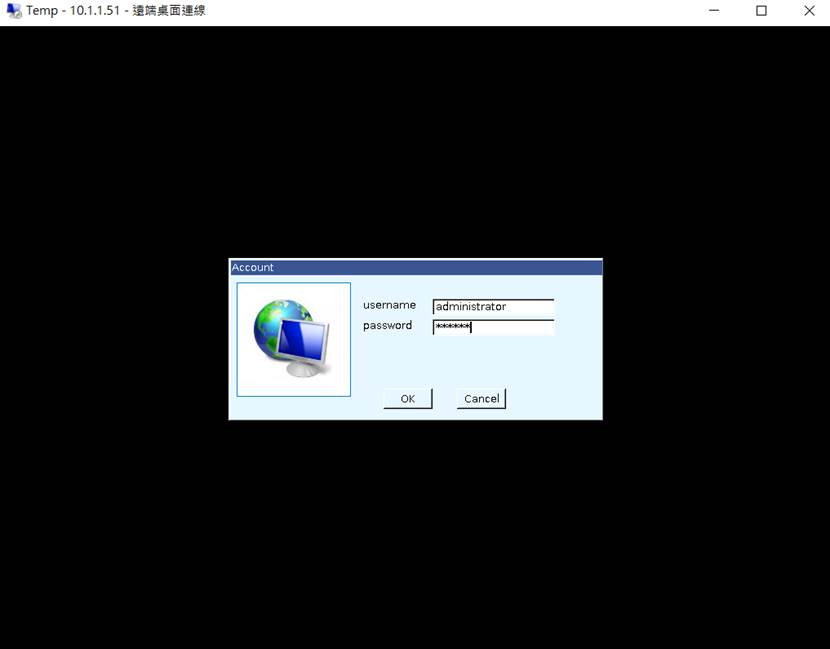 Temp - 10.1.1.51 - 遠端桌面連線
Account
username administrator
password ******
OK Cancel